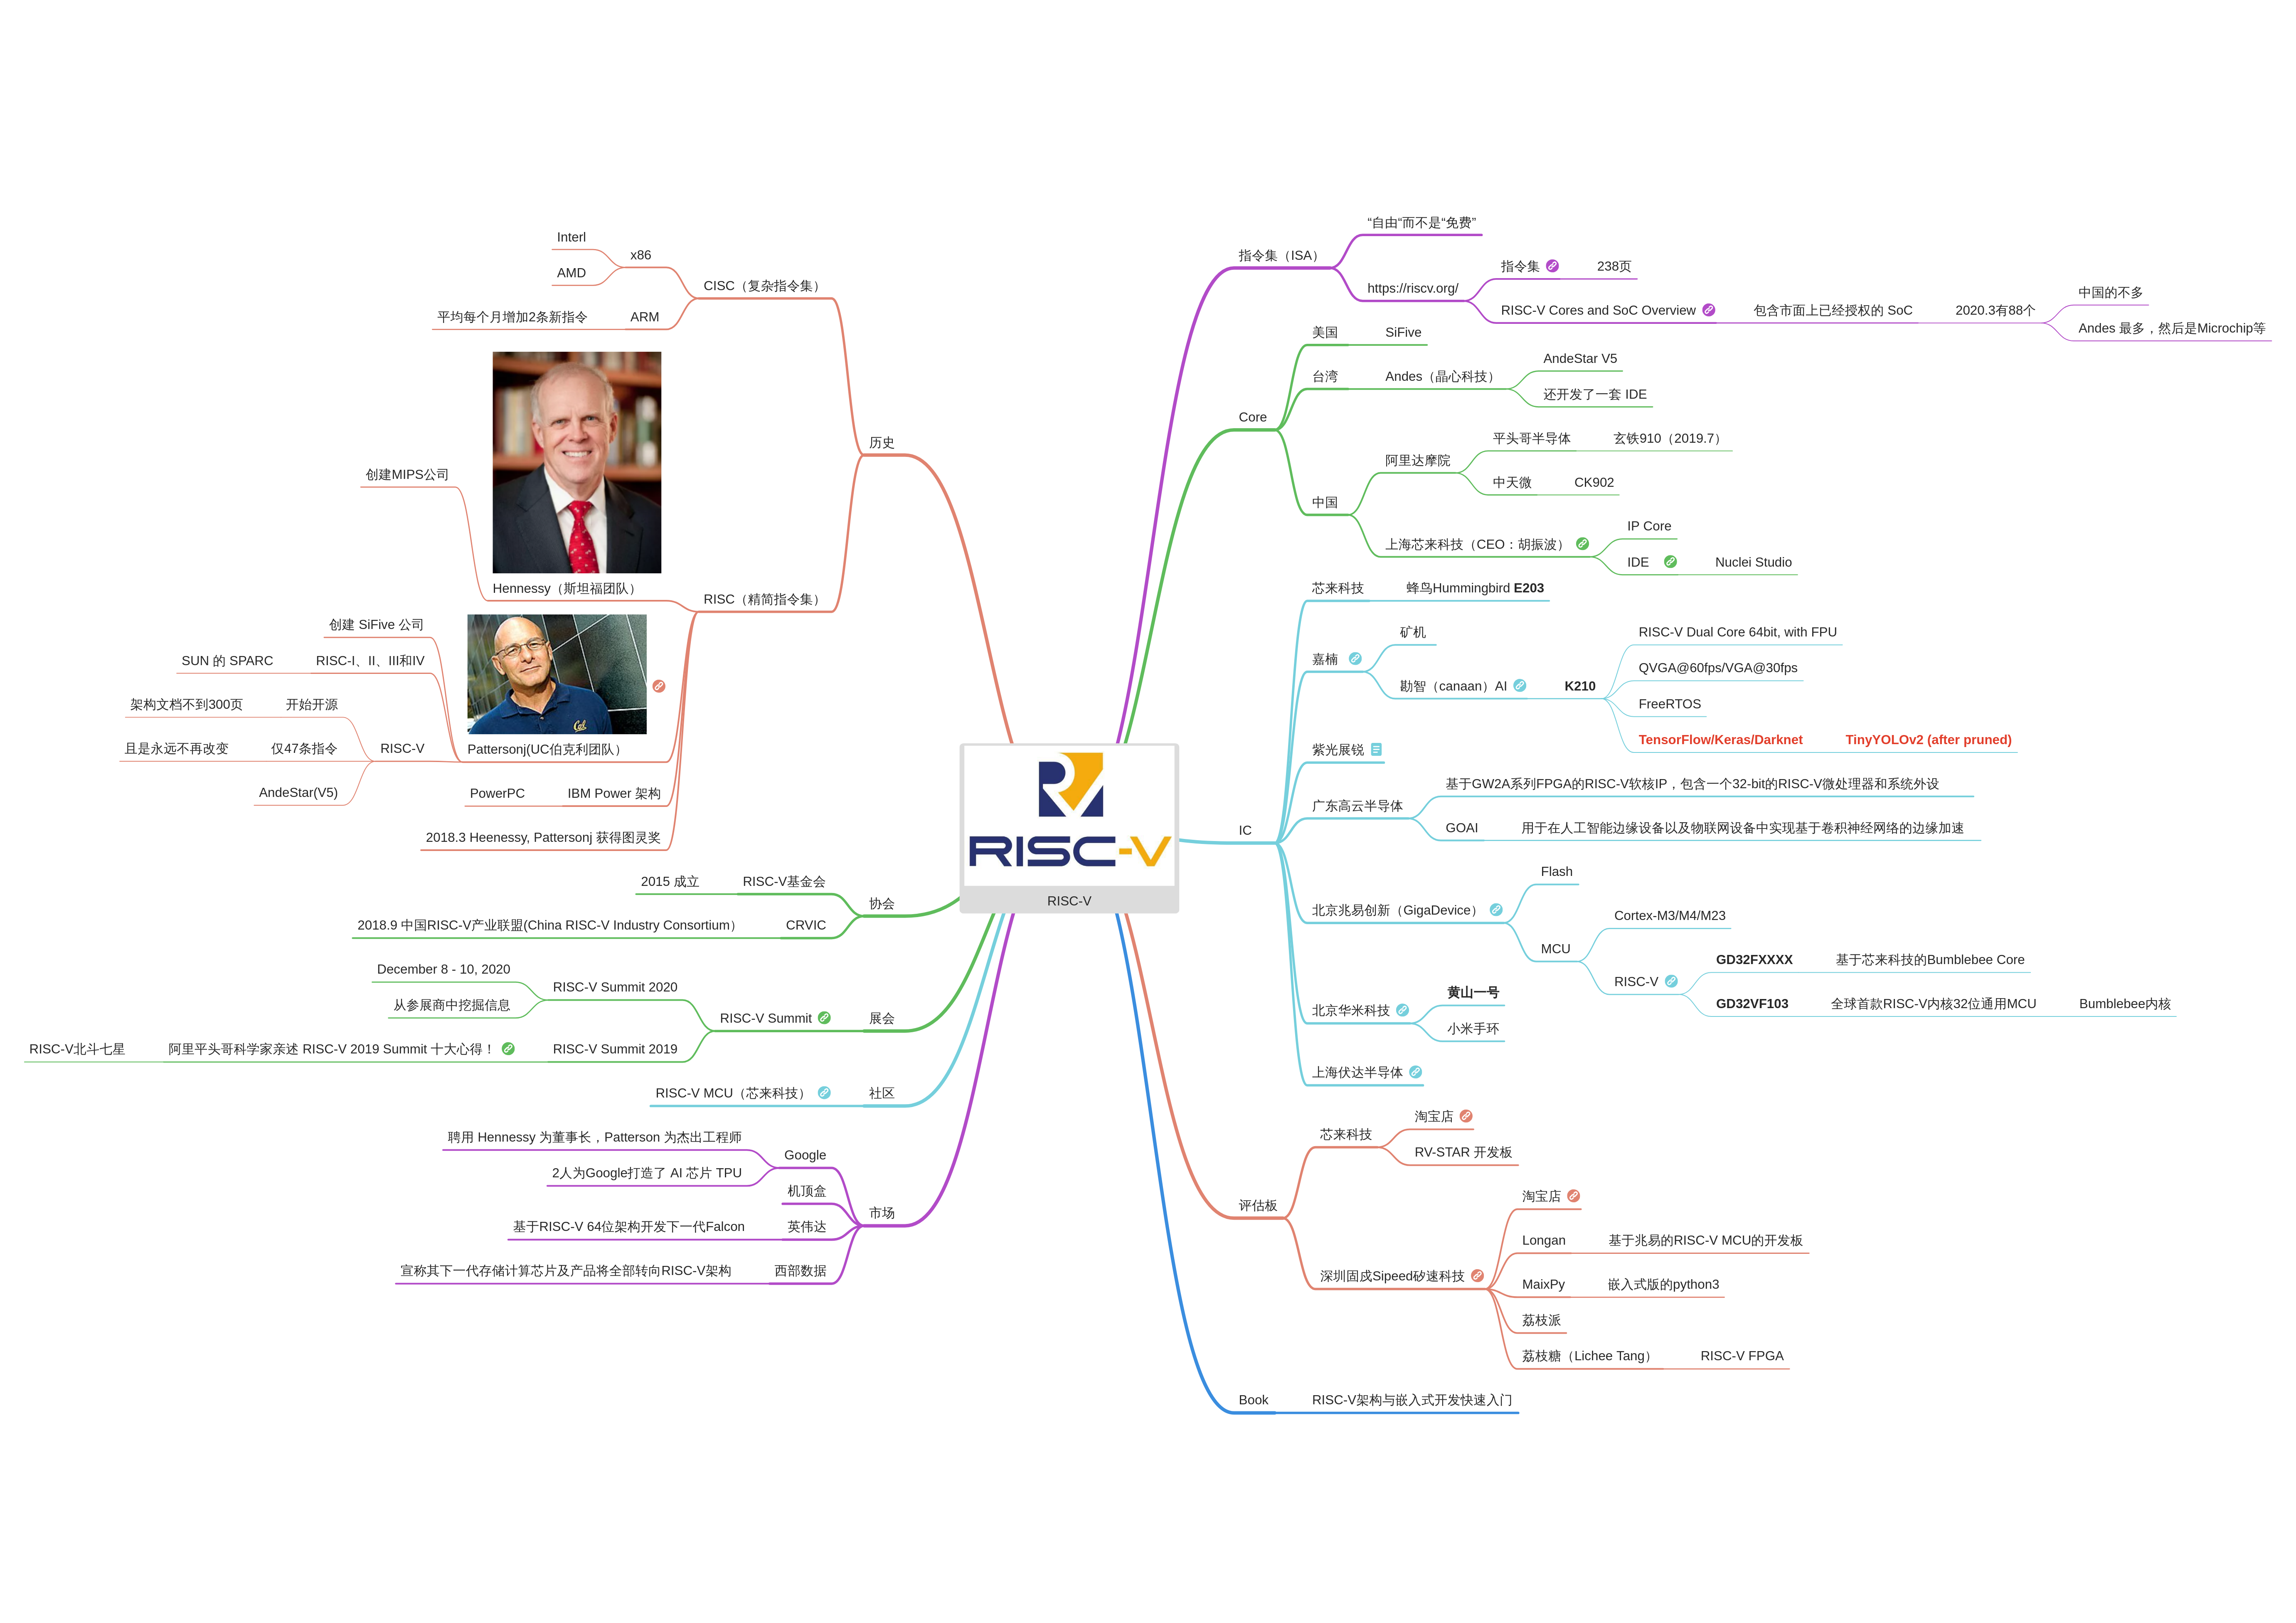 RISC-V
RISC-V
历史
CISC（复杂指令集）
x86
Interl
AMD
ARM
平均每个月增加2条新指令
RISC（精简指令集）
Hennessy（斯坦福团队）
创建MIPS公司
Cal
Pattersonj(UC伯克利团队）
创建 SiFive 公司
RISC-I、II、III和IV
SUN 的 SPARC
RISC-V
开始开源
架构文档不到300页
仅47条指令
且是永远不再改变
AndeStar(V5)
IBM Power 架构
PowerPC
2018.3 Heenessy, Pattersonj 获得图灵奖
协会
RISC-V基金会
2015 成立
CRVIC
2018.9 中国RISC-V产业联盟(China RISC-V Industry Consortium）
展会
RISC-V Summit
RISC-V Summit 2020
December 8 - 10, 2020
从参展商中挖掘信息
RISC-V Summit 2019
阿里平头哥科学家亲述 RISC-V 2019 Summit 十大心得！
RISC-V北斗七星
社区
RISC-V MCU（芯来科技）
市场
Google
聘用 Hennessy 为董事长，Patterson 为杰出工程师
2人为Google打造了 AI 芯片 TPU
机顶盒
英伟达
基于RISC-V 64位架构开发下一代Falcon
西部数据
宣称其下一代存储计算芯片及产品将全部转向RISC-V架构
指令集（ISA）
“自由“而不是“免费”
https://riscv.org/
指令集
238页
RISC-V Cores and SoC Overview
包含市面上已经授权的 SoC
2020.3有88个
中国的不多
Andes 最多，然后是Microchip等
Core
美国
SiFive
台湾
Andes（晶心科技）
AndeStar V5
还开发了一套 IDE
中国
阿里达摩院
平头哥半导体
玄铁910（2019.7）
中天微
CK902
上海芯来科技（CEO：胡振波）
IP Core
IDE
Nuclei Studio
IC
芯来科技
蜂鸟Hummingbird E203
嘉楠
矿机
勘智（canaan）AI
K210
RISC-V Dual Core 64bit, with FPU
QVGA@60fps/VGA@30fps
FreeRTOS
TensorFlow/Keras/Darknet
TinyYOLOv2 (after pruned)
紫光展锐
广东高云半导体
基于GW2A系列FPGA的RISC-V软核IP，包含一个32-bit的RISC-V微处理器和系统外设
GOAI
用于在人工智能边缘设备以及物联网设备中实现基于卷积神经网络的边缘加速
北京兆易创新（GigaDevice）
Flash
MCU
Cortex-M3/M4/M23
RISC-V
GD32FXXXX
基于芯来科技的Bumblebee Core
GD32VF103
全球首款RISC-V内核32位通用MCU
Bumblebee内核
北京华米科技
黄山一号
小米手环
上海伏达半导体
评估板
芯来科技
淘宝店
RV-STAR 开发板
深圳固戍Sipeed矽速科技
淘宝店
Longan
基于兆易的RISC-V MCU的开发板
MaixPy
嵌入式版的python3
荔枝派
荔枝糖（Lichee Tang）
RISC-V FPGA
Book
RISC-V架构与嵌入式开发快速入门